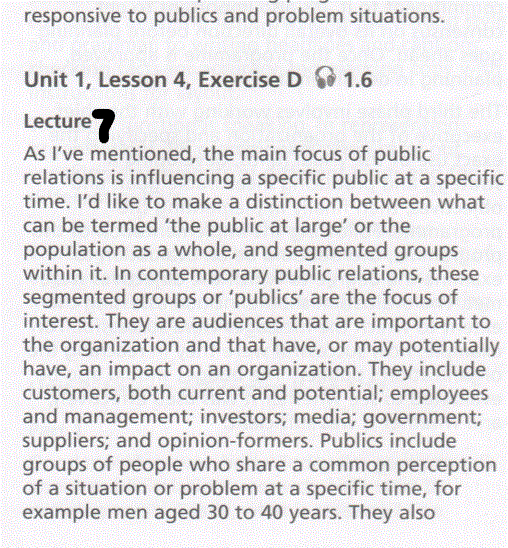 responsive to publics and problem situations.
Unit 1, Lesson 4, Exercise D 1.6
Lecture 7
As I've mentioned, the main focus of public
relations is influencing a specific public at a specific
time. I'd like to make a distinction between what
can be termed 'the public at large' or the
population as a whole, and segmented groups
within it. In contemporary public relations, these
segmented groups or 'publics' are the focus of
interest. They are audiences that are important to
the organization and that have, or may potentially
have, an impact on an organization. They include
customers, both current and potential; employees
and management; investors; media; government;
suppliers; and opinion-formers. Publics include
groups of people who share a common perception
of a situation or problem at a specific time, for
example men aged 30 to 40 years. They also